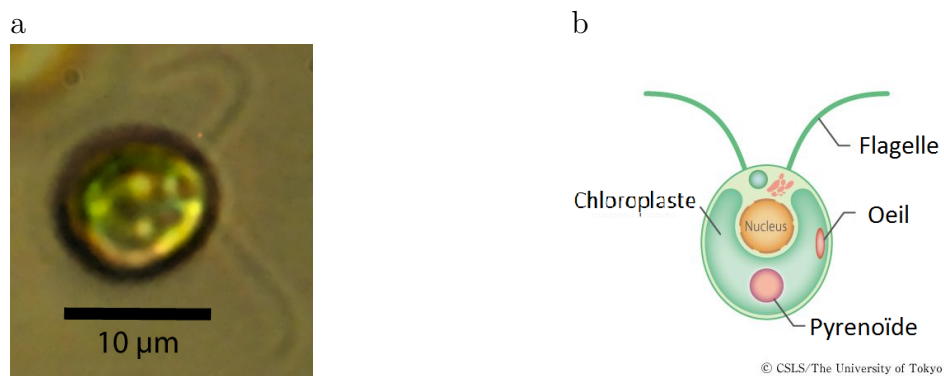 a
b
10 µm
Flagelle
Chloroplaste
Oeil
Nucleus
Pyrenoïde
© CSLS/The University of Tokyo